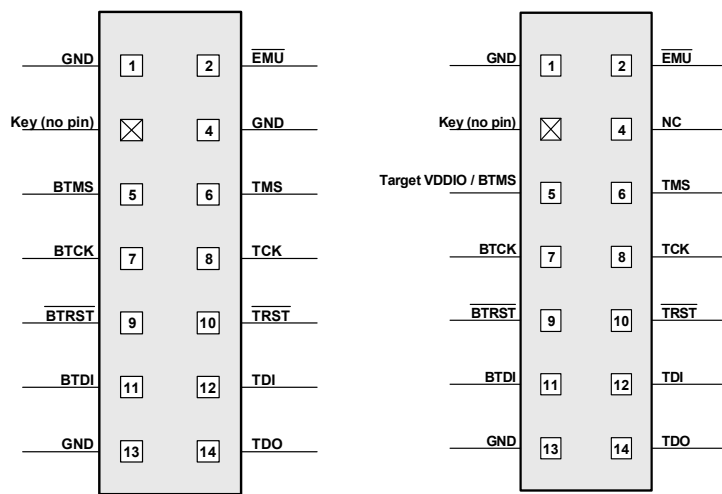 GND 1 2 EMU
Key (no pin) 4 GND
BTMS 5 6 TMS
BTCK 7 8 TCK
BTRST 9 10 TRST
BTDI 11 12 TDI
GND 13 14 TDO
GND 1 2 EMU
Key (no pin) 4 NC
Target VDDIO / BTMS 5 6 TMS
BTCK 7 8 TCK
BTRST 9 10 TRST
BTDI 11 12 TDI
GND 13 14 TDO